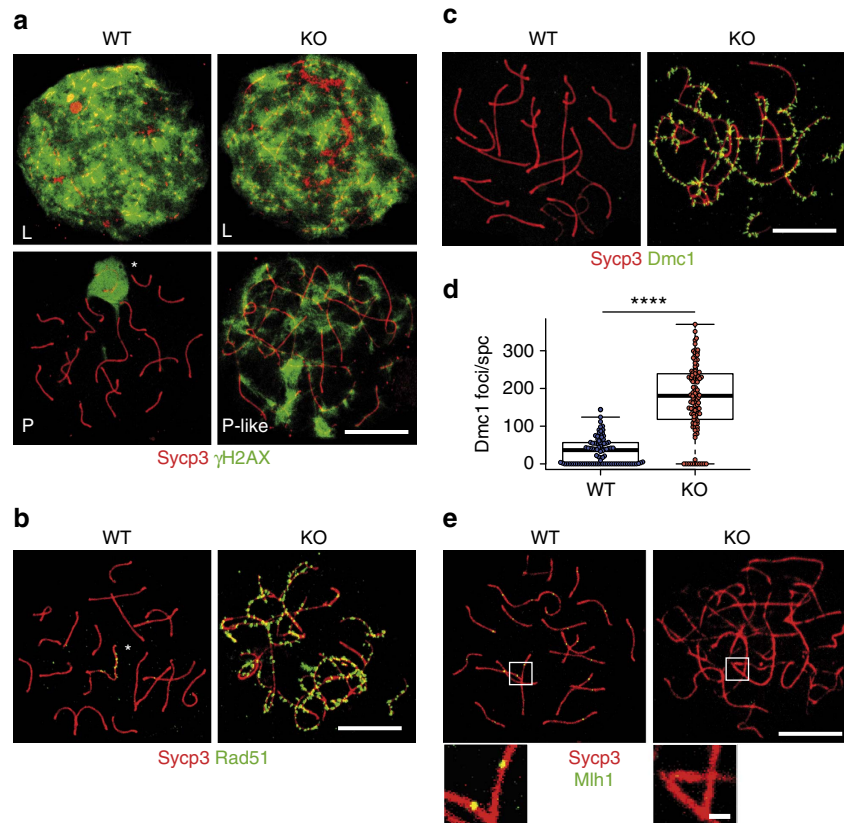 a
WT KO
L L
*
P P-like
Sycp3 γH2AX
b
WT KO
*
Sycp3 Rad51
c
WT KO
Sycp3 Dmc1
d
****
Dmc1 foci/spc
300
200
100
0
WT KO
e
WT KO
Sycp3
Mlh1